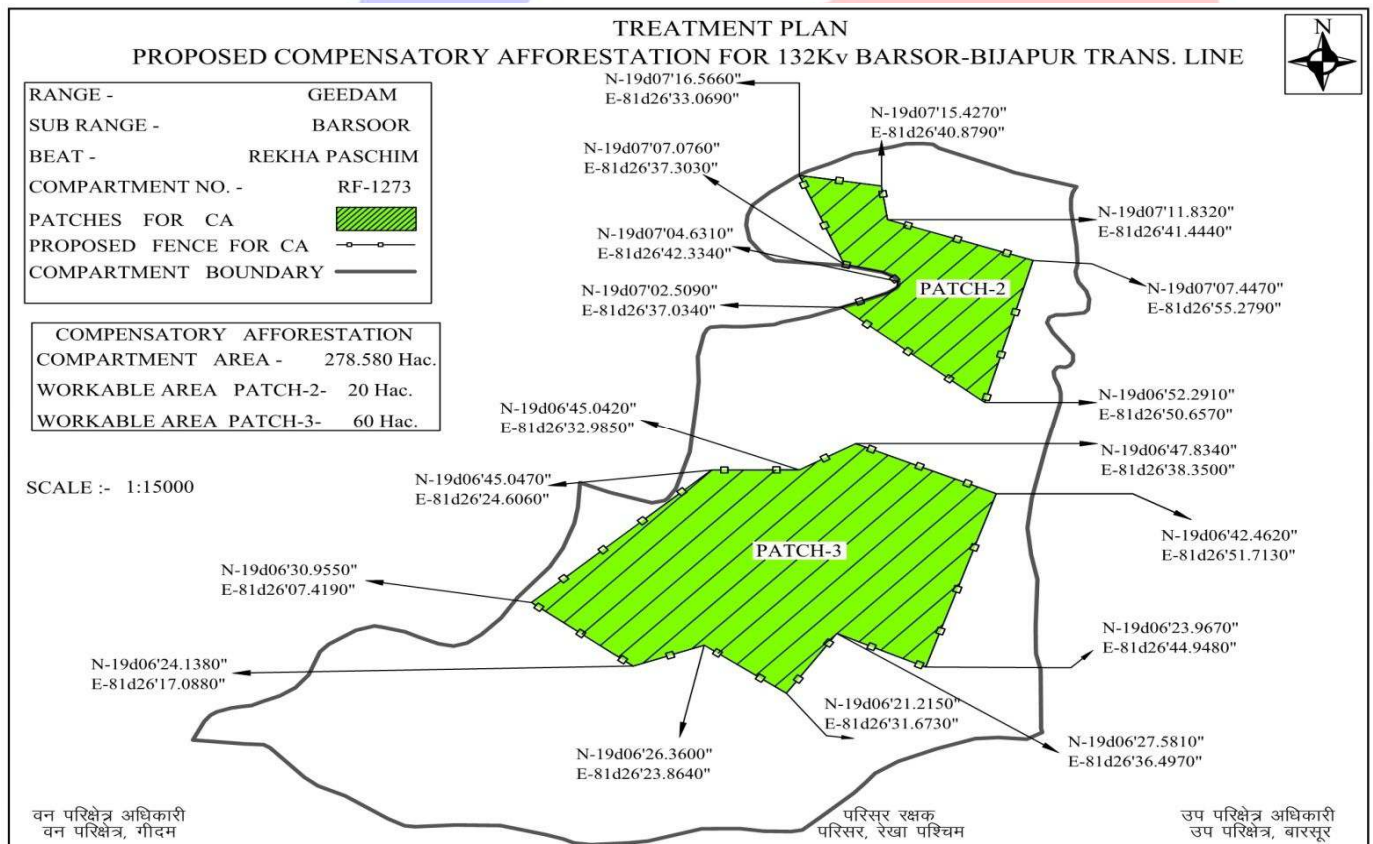 TREATMENT PLAN
PROPOSED COMPENSATORY AFFORESTATION FOR 132Kv BARSOR-BIJAPUR TRANS. LINE
N
RANGE - GEEDAM
SUB RANGE - BARSOOR
BEAT - REKHA PASCHIM
COMPARTMENT NO. - RF-1273
PATCHES FOR CA
PROPOSED FENCE FOR CA
COMPARTMENT BOUNDARY
COMPENSATORY AFFORESTATION
COMPARTMENT AREA - 278.580 Hac.
WORKABLE AREA PATCH-2- 20 Hac.
WORKABLE AREA PATCH-3- 60 Hac.
SCALE :- 1:15000
N-19d07'16.5660"
E-81d26'33.0690"
N-19d07'15.4270"
E-81d26'40.8790"
N-19d07'07.0760"
E-81d26'37.3030"
N-19d07'11.8320"
E-81d26'41.4440"
N-19d07'04.6310"
E-81d26'42.3340"
N-19d07'02.5090"
E-81d26'37.0340"
PATCH-2
N-19d07'07.4470"
E-81d26'55.2790"
N-19d06'52.2910"
E-81d26'50.6570"
N-19d06'45.0420"
E-81d26'32.9850"
N-19d06'47.8340"
E-81d26'38.3500"
N-19d06'45.0470"
E-81d26'24.6060"
N-19d06'42.4620"
E-81d26'51.7130"
PATCH-3
N-19d06'30.9550"
E-81d26'07.4190"
N-19d06'23.9670"
E-81d26'44.9480"
N-19d06'24.1380"
E-81d26'17.0880"
N-19d06'21.2150"
E-81d26'31.6730"
N-19d06'26.3600"
E-81d26'23.8640"
N-19d06'27.5810"
E-81d26'36.4970"
वन परिक्षेत्र अधिकारी
वन परिक्षेत्र, गीदम
परिसर रक्षक
परिसर, रेखा पश्चिम
उप परिक्षेत्र अधिकारी
उप परिक्षेत्र, बारसूर